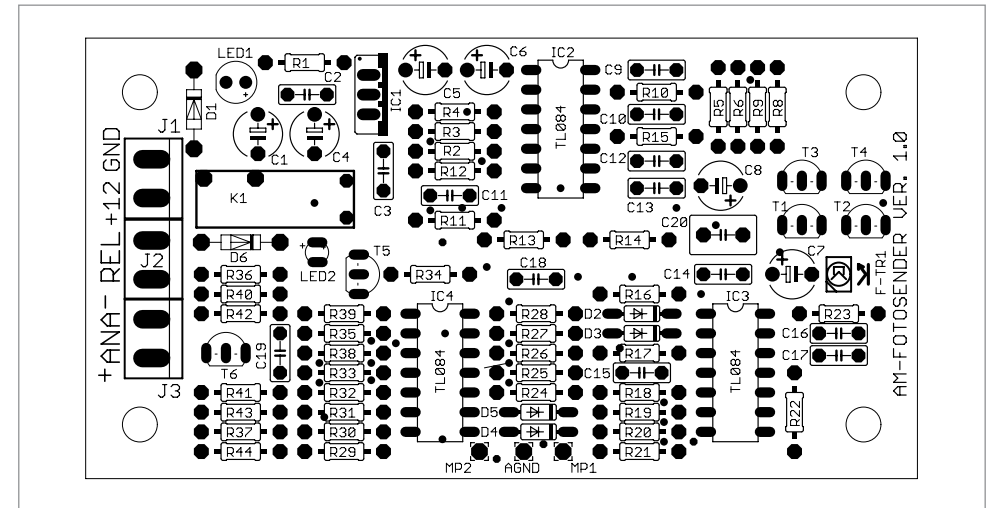 LED1
R1
C2
IC1
C5
C6
IC2
C9
R10
C10
R15
C12
C13
R5
R6
R9
R8
D1
C1
C4
C3
R4
R3
R2
R12
C11
R11
TL084
C8
C20
T3
T4
T1
T2
J1
+12 GND
K1
J2
REL
D6
LED2
T5
R13
R14
R34
C18
C14
C7
F-TR1
AM-FOTOSENDER VER. 1.0
R36
R40
R42
R39
R35
R38
R33
R32
R31
R30
R29
IC4
TL084
R28
R27
R26
R25
R24
D5
D4
R16
D2
D3
R17
C15
R18
R19
R20
R21
IC3
TL084
R23
C16
C17
R22
T6
C19
R41
R43
R37
R44
+ANA-
J3
MP2
AGND
MP1